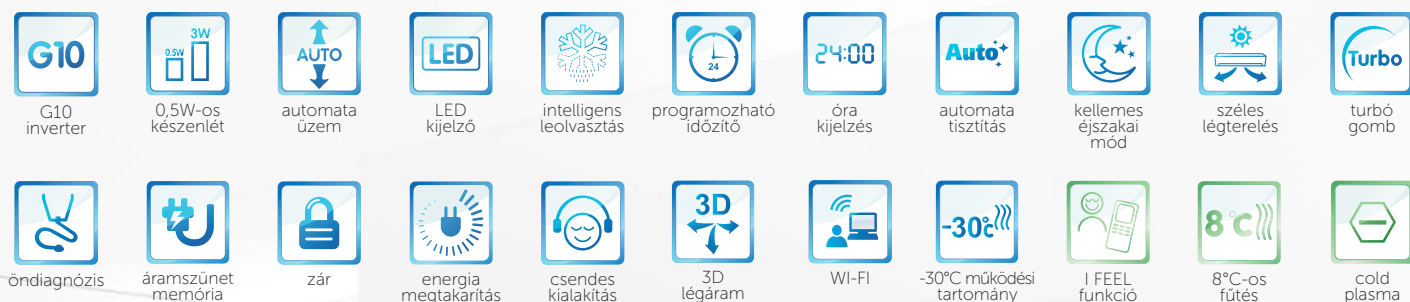 G10
G10
inverter
0.5W
3W
0,5W-os
készenlét
AUTO
automata
üzem
LED
LED
kijelző
intelligens
leolvasztás
24
programozható
időzítő
24:00
óra
kijelzés
Auto
automata
tisztítás
kellemes
éjszakai
mód
széles
légterelés
Turbo
turbó
gomb
öndiagnózis
áramszünet
memória
zár
energia
megtakarítás
csendes
kialakítás
3D
3D
légáram
WI-FI
-30℃
-30°C működési
tartomány
I FEEL
funkció
8℃
8°C-os
fűtés
cold
plasma